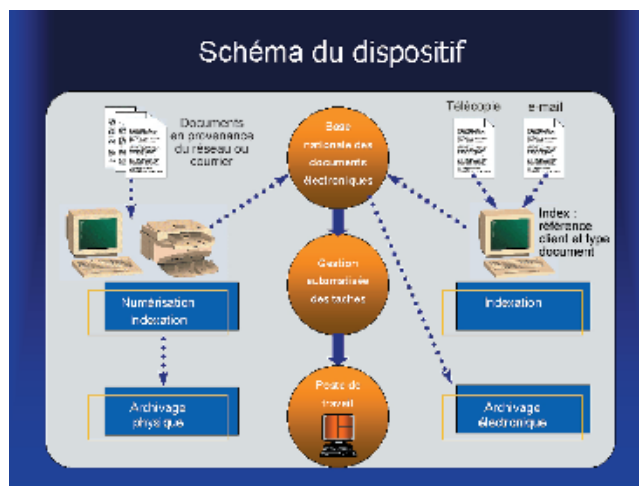 Schéma du dispositif
Documents
en provenance
du réseau ou
courrier
Base
nationale des
documents
électroniques
Télécopie
e-mail
Index :
référence
client et type
document
Gestion
automatisée
des taches
Numérisation
Indexation
Indexation
Poste de
travail
Archivage
physique
Archivage
électronique